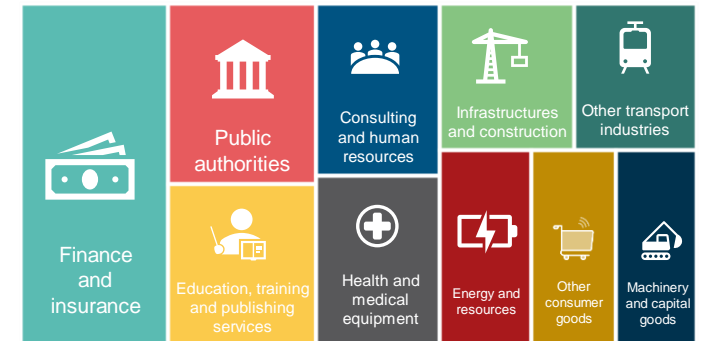 Finance
and
insurance
Public
authorities
Education, training
and publishing
services
Consulting
and human
resources
Health and
medical
equipment
Infrastructures
and construction
Other transport
industries
Energy and
resources
Other
consumer
goods
Machinery
and capital
goods